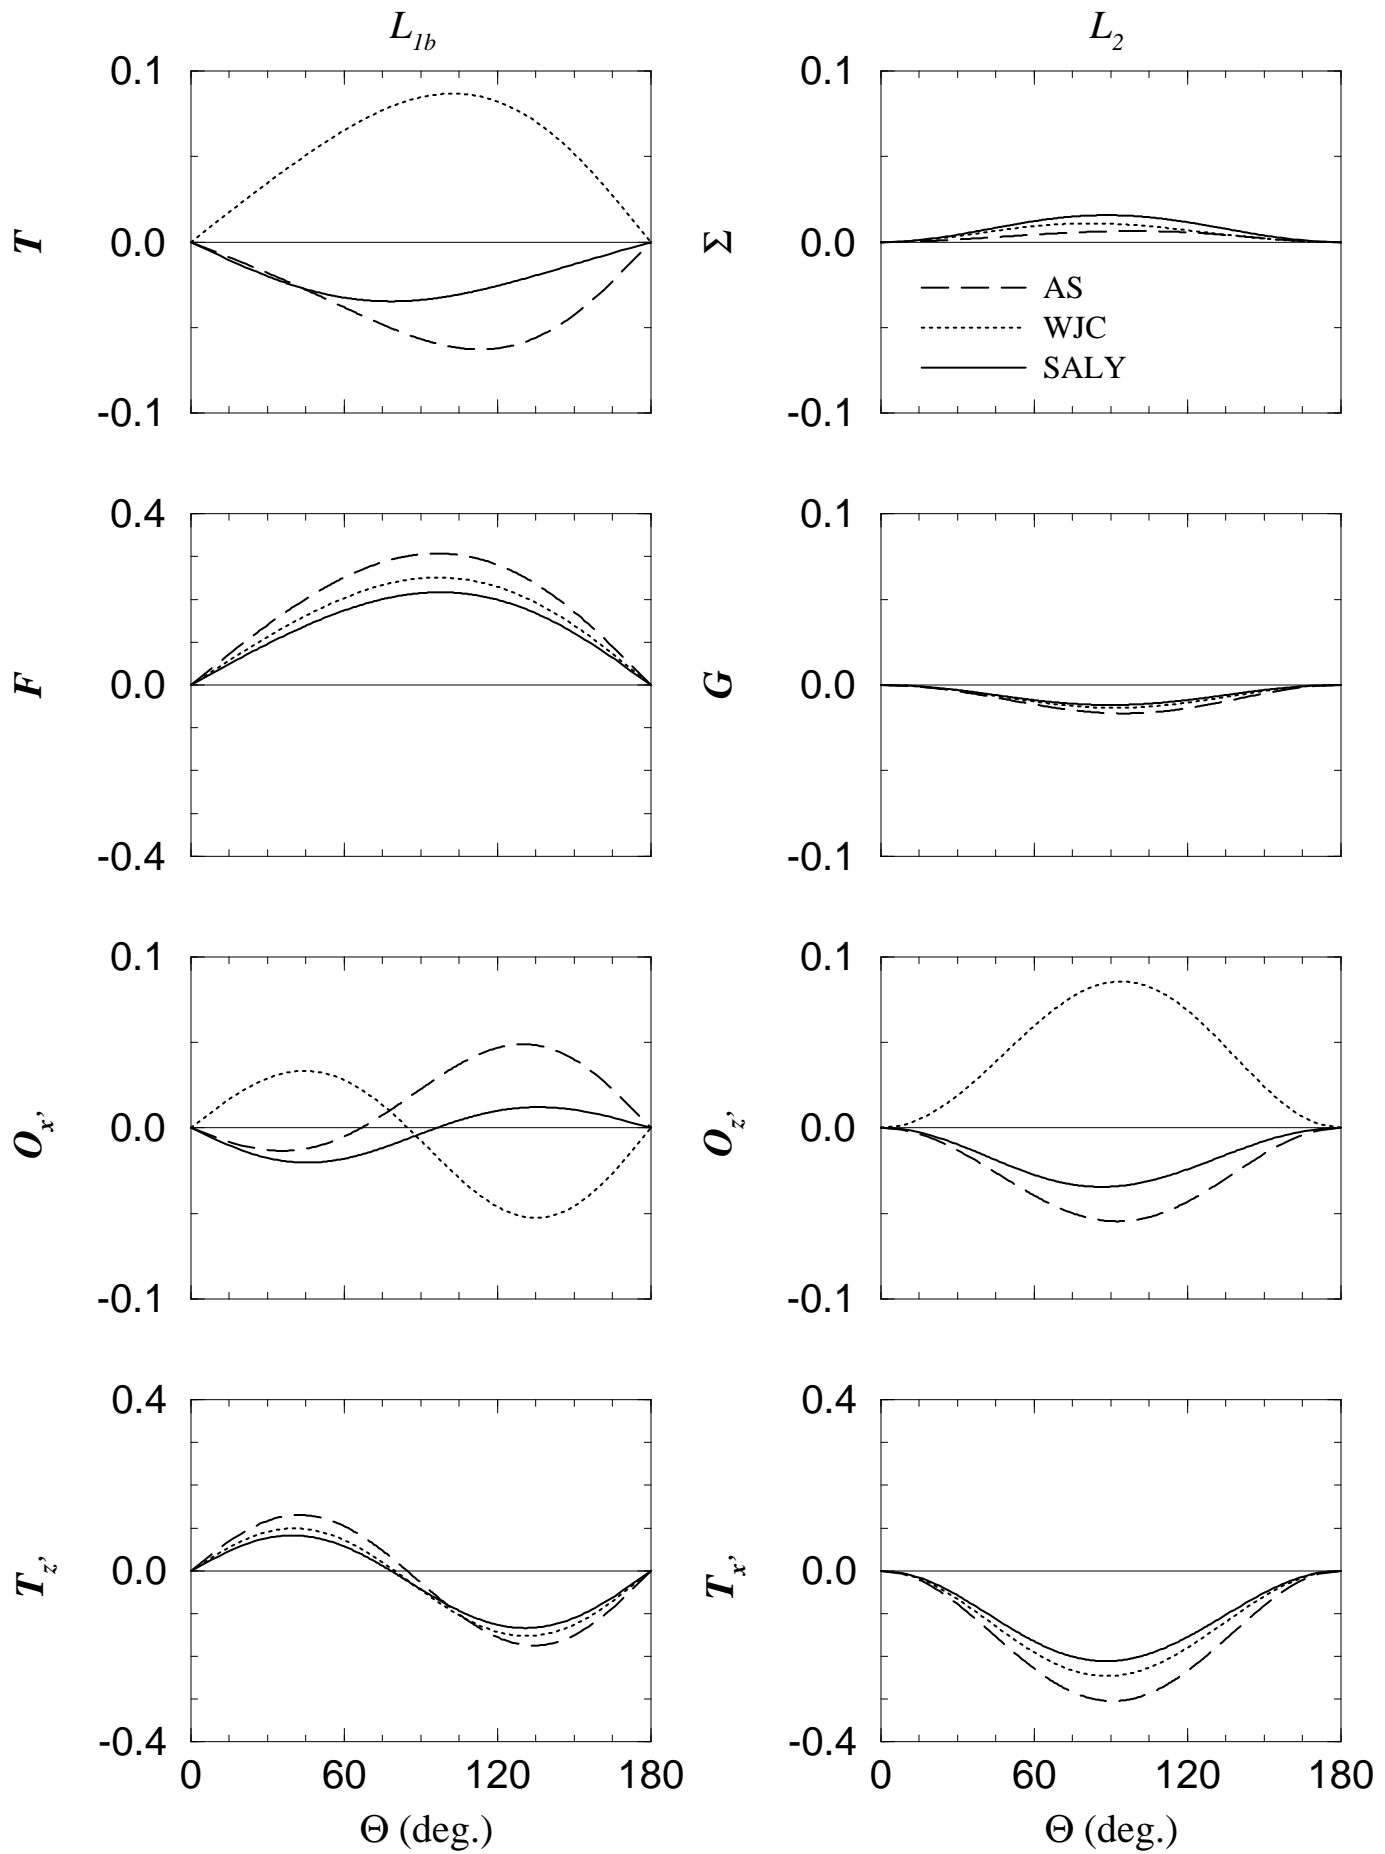 L1b L2
0.1 0.1
T 0.0 Σ 0.0
AS
WJC
SALY
-0.1 -0.1
0.4 0.1
F 0.0 G 0.0
-0.4 -0.1
0.1 0.1
Ox’ 0.0 Oz’ 0.0
-0.1 -0.1
0.4 0.4
Tz’ 0.0 Tx’ 0.0
-0.4 -0.4
0 60 120 180 0 60 120 180
Θ (deg.) Θ (deg.)